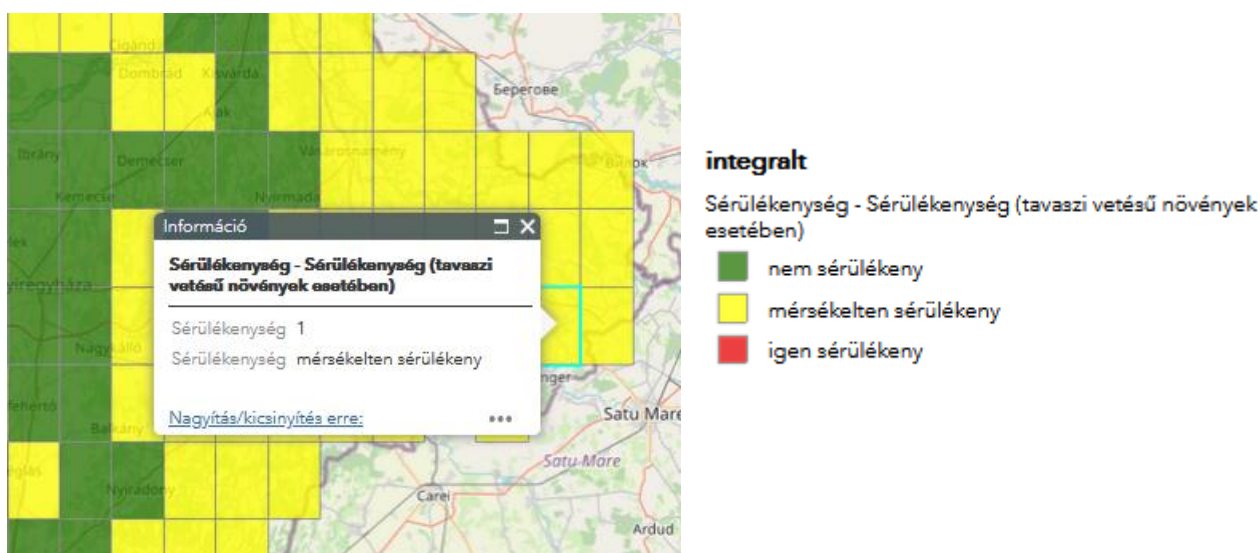 Cigánd
Dombrád Kisvárda
Ajak
Берегове
Ibrány
Demecser
Vásárosnamény
Kemecse
Nyírmada
Információ
Sérülékenység - Sérülékenység (tavaszi
vetésű növények esetében)
Sérülékenység 1
Sérülékenység mérsékelten sérülékeny
Nagyítás/kicsinyítés erre:
Nagykálló
Balkány
Nyíradony
Satu Mare
Satu Mare
Carei
Ardud
integralt
Sérülékenység - Sérülékenység (tavaszi vetésű növények
esetében)
nem sérülékeny
mérsékelten sérülékeny
igen sérülékeny